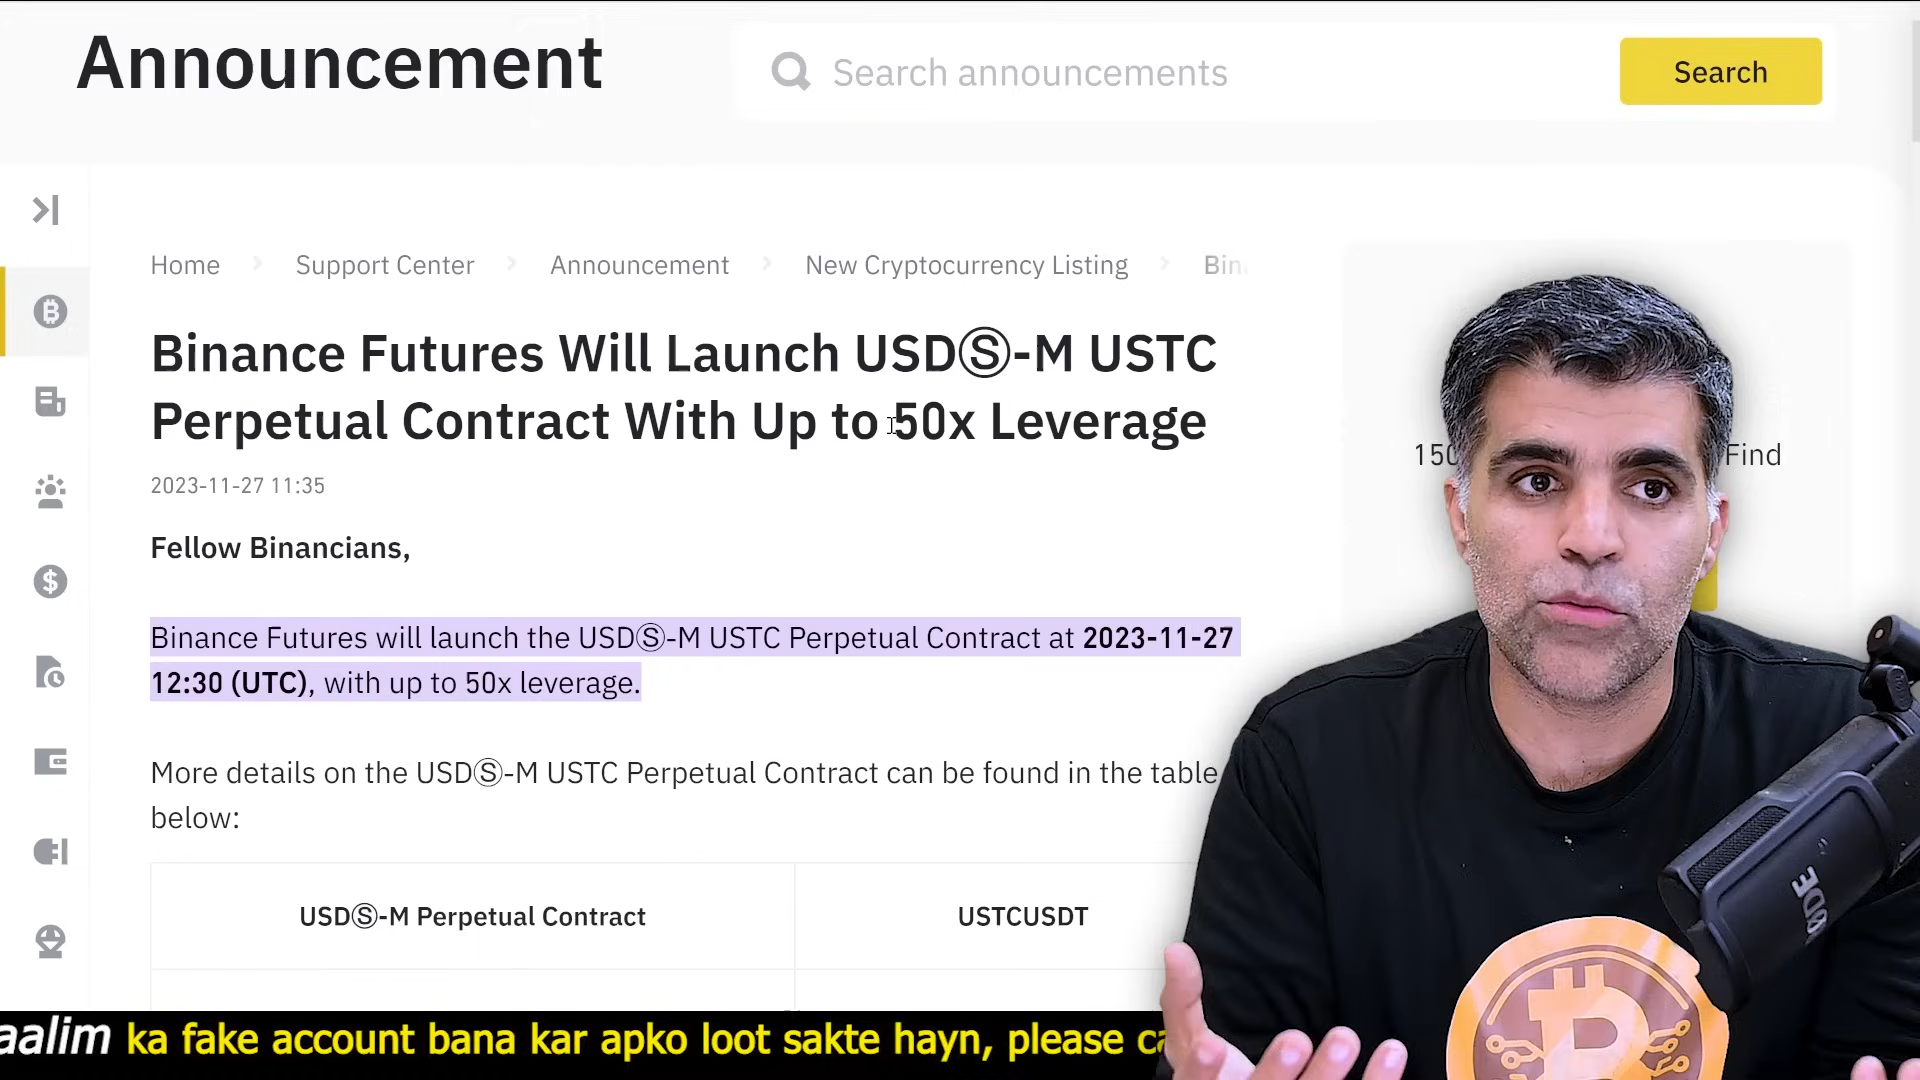 Announcement
Search announcements
Search
Home
Support Center
Announcement
New Cryptocurrency Listing
Binance Futures Will Launch USDⓈ-M USTC
Perpetual Contract With Up to 50x Leverage
2023-11-27 11:35
150
Find
Fellow Binancians,
Binance Futures will launch the USDⓈ-M USTC Perpetual Contract at 2023-11-27
12:30 (UTC), with up to 50x leverage.
More details on the USDⓈ-M USTC Perpetual Contract can be found in the table
below:
USDⓈ-M Perpetual Contract
USTCUSDT
ka fake account bana kar apko loot sakte hayn, please